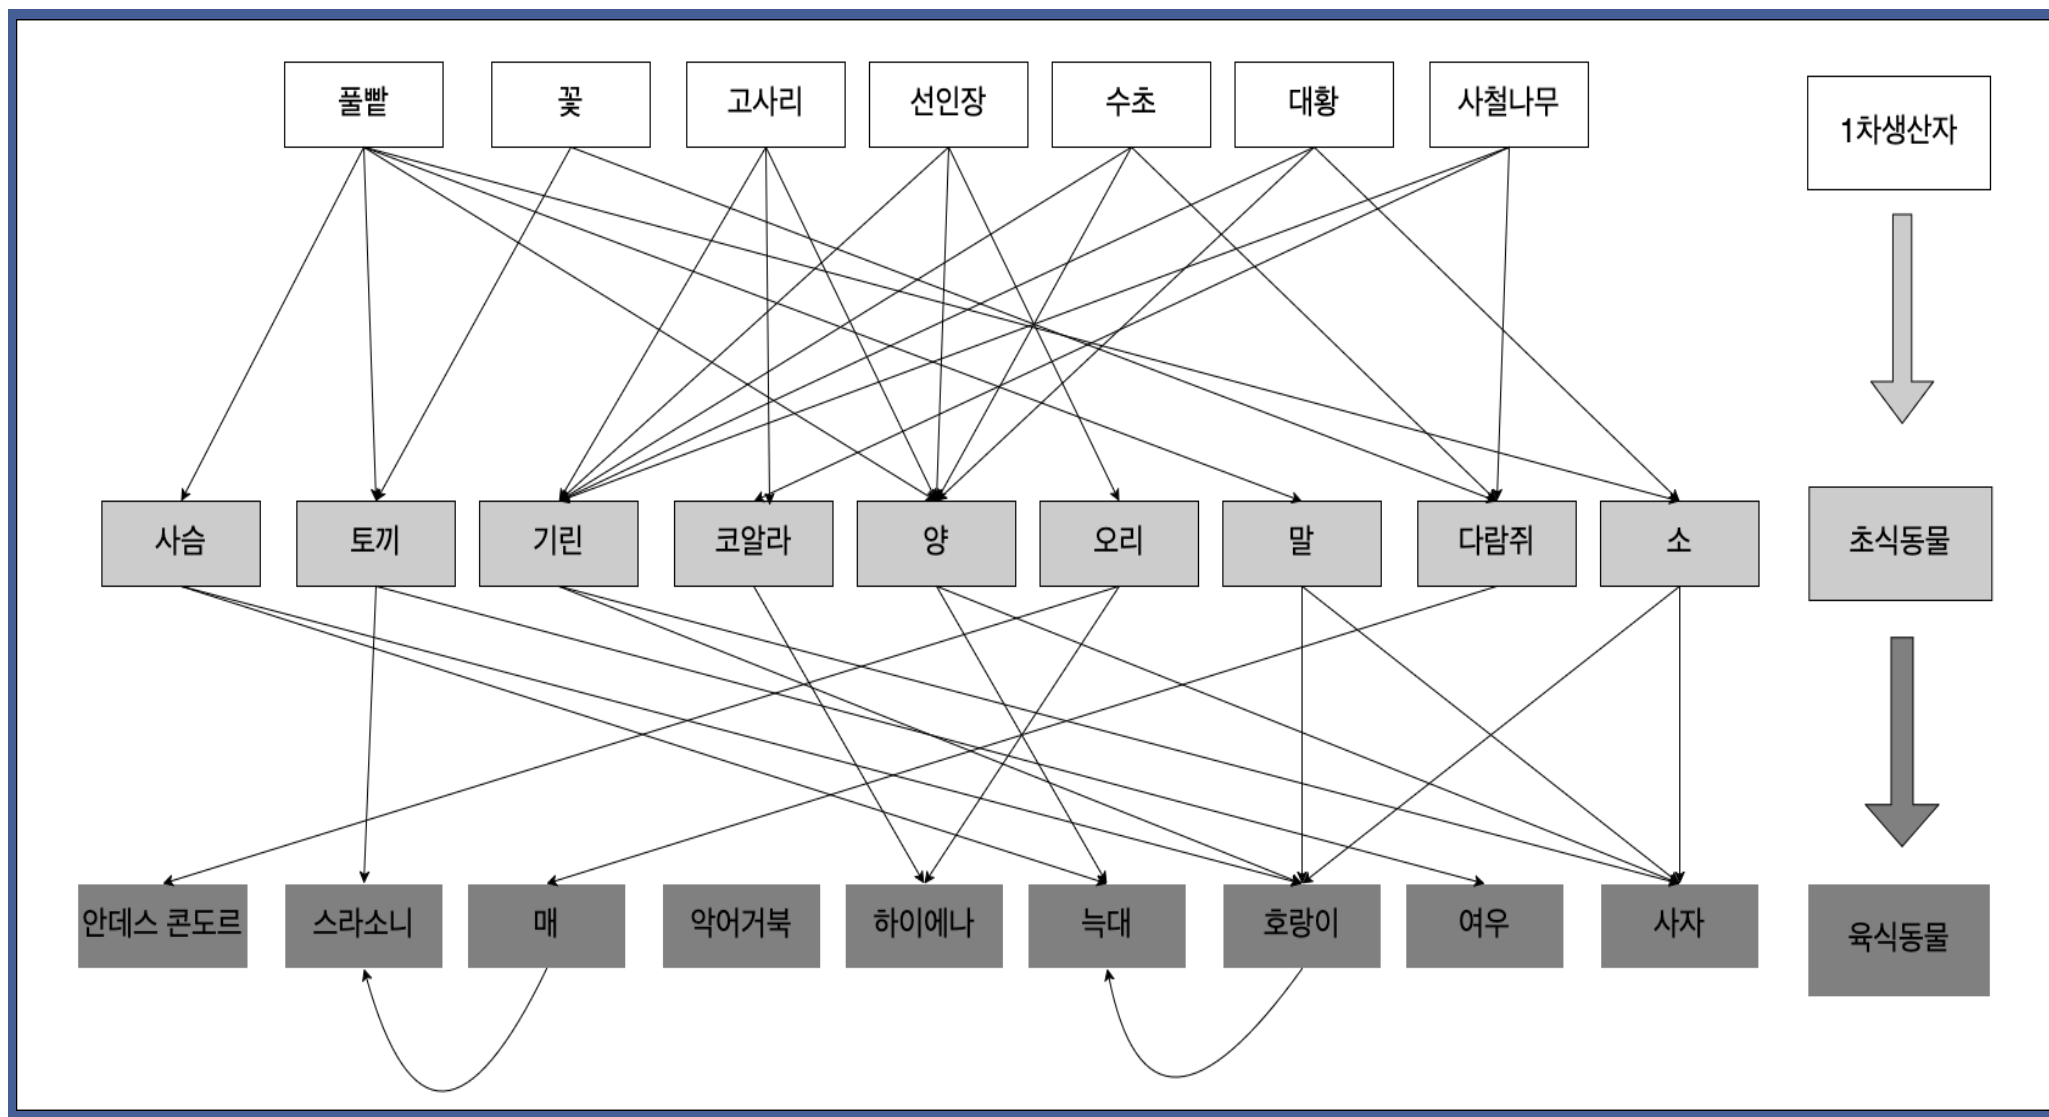 풀빹
꽃
고사리
선인장
수초
대황
사철나무
1차생산자
사슴
토끼
기린
코알라
양
오리
말
다람쥐
소
초식동물
안데스 콘도르
스라소니
매
악어거북
하이에나
늑대
호랑이
여우
사자
육식동물